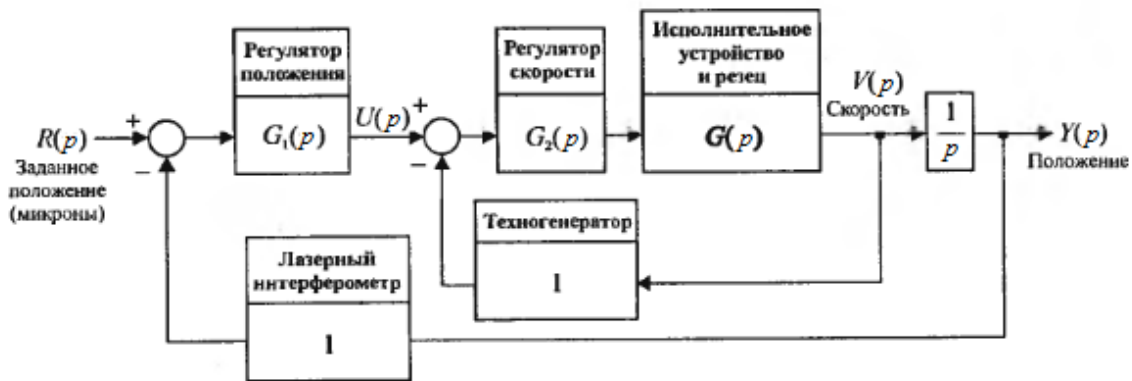 Регулятор
положения
G₁(p)
Регулятор
скорости
G₂(p)
Исполнительное
устройство
и резец
G(p)
V(p)
Скорость
1
p
Y(p)
Положение
R(p)
+
−
Заданное
положение
(микроны)
U(p)
+
−
Техногенератор
1
Лазерный
интерферометр
1